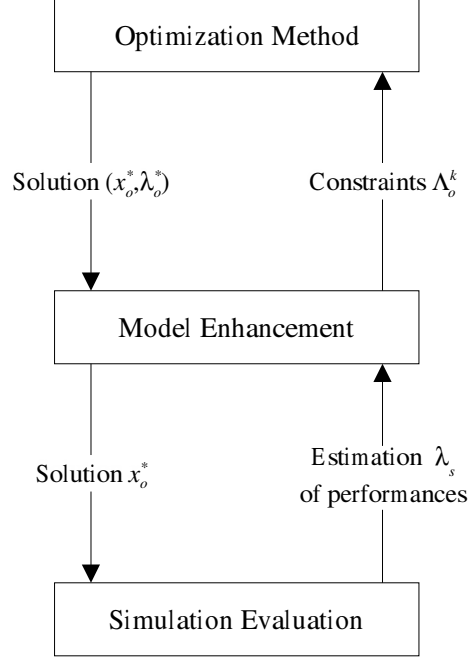 Optimization Method
Solution (x*ₒ,λ*ₒ)
Constraints Λᵏₒ
Model Enhancement
Solution x*ₒ
Estimation λₛ
of performances
Simulation Evaluation